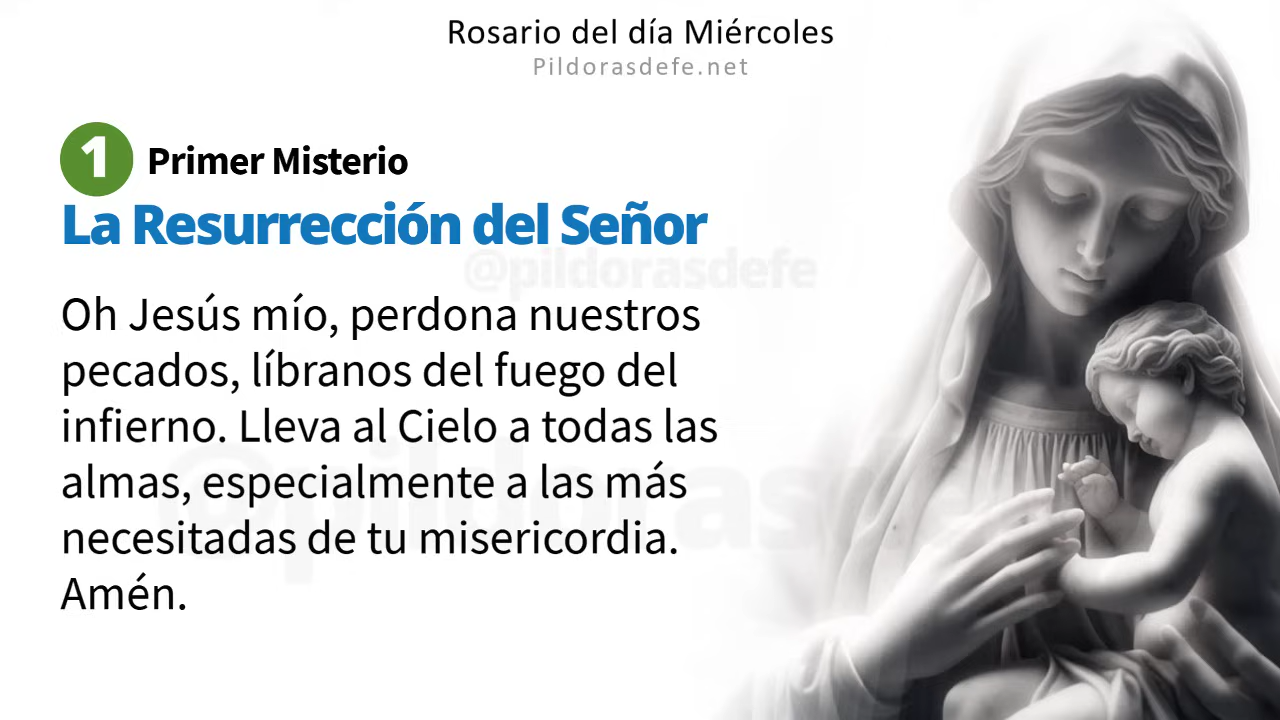 Rosario del día Miércoles
Pildorasdefe.net
1 Primer Misterio
La Resurrección del Señor
@pildorasdefe
Oh Jesús mío, perdona nuestros
pecados, líbranos del fuego del
infierno. Lleva al Cielo a todas las
almas, especialmente a las más
necesitadas de tu misericordia.
Amén.
@pildorasdefe